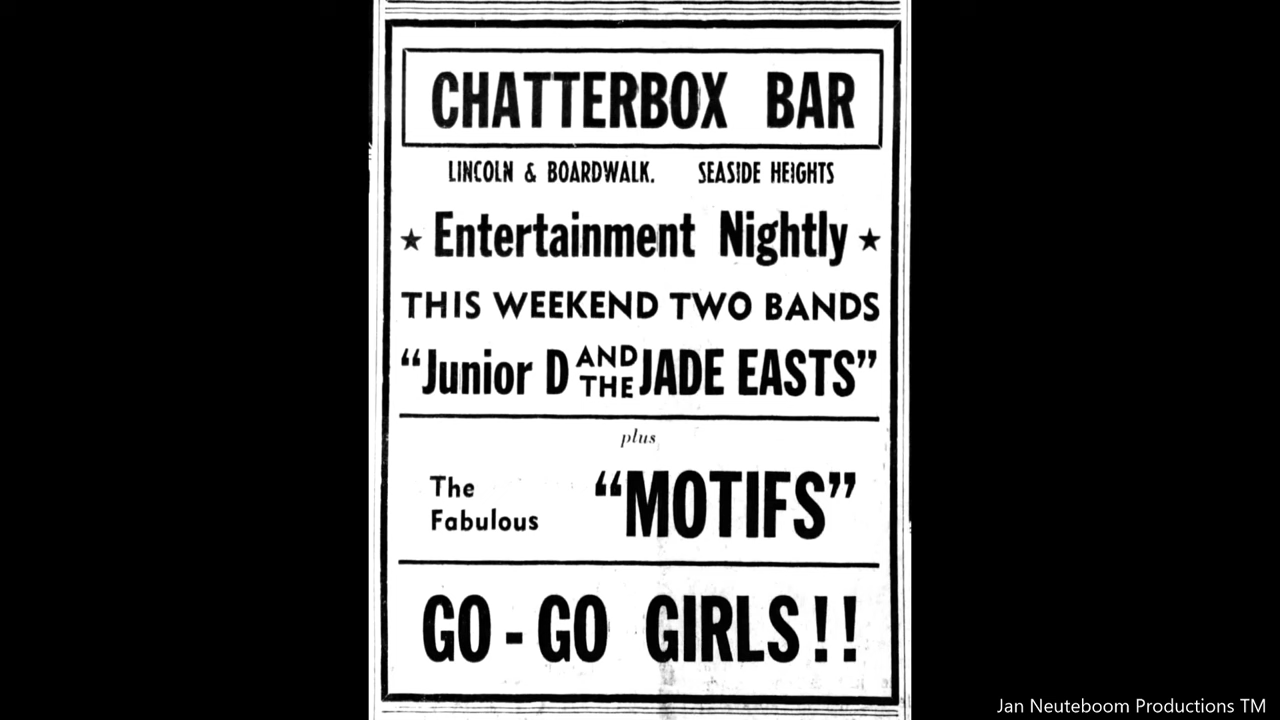 CHATTERBOX BAR
LINCOLN & BOARDWALK. SEASIDE HEIGHTS
★ Entertainment Nightly ★
THIS WEEKEND TWO BANDS
“Junior D AND THE JADE EASTS”
plus
The Fabulous “MOTIFS”
GO-GO GIRLS!!
Jan Neuteboom Productions TM